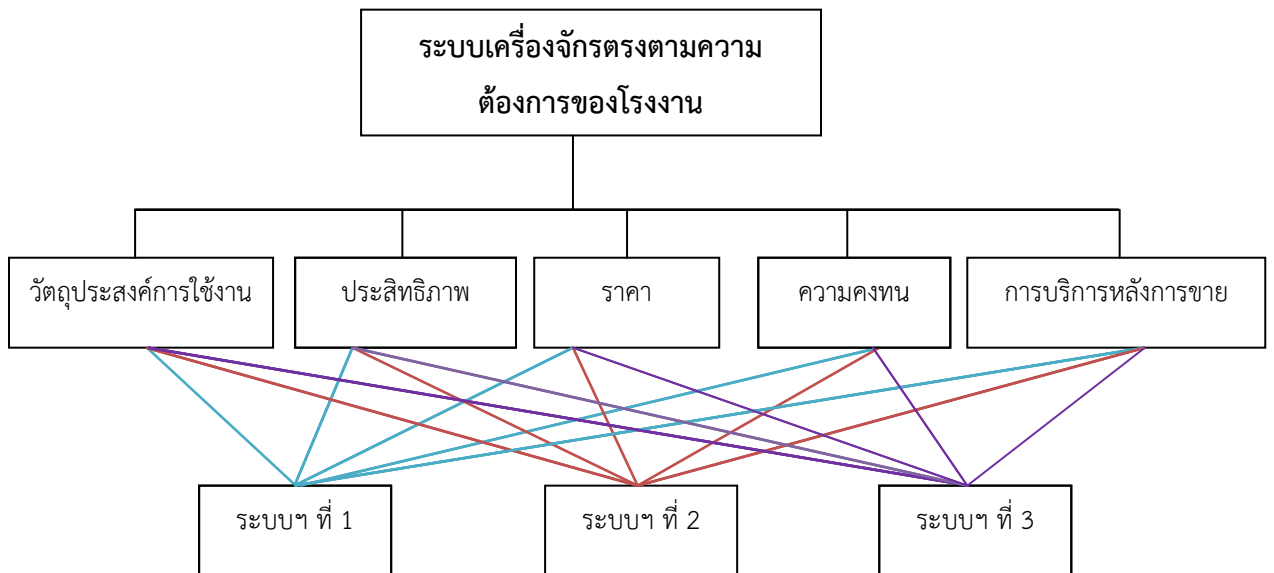 ระบบเครื่องจักรตรงตามความ
ต้องการของโรงงาน
วัตถุประสงค์การใช้งาน
ประสิทธิภาพ
ราคา
ความคงทน
การบริการหลังการขาย
ระบบฯ ที่ 1
ระบบฯ ที่ 2
ระบบฯ ที่ 3